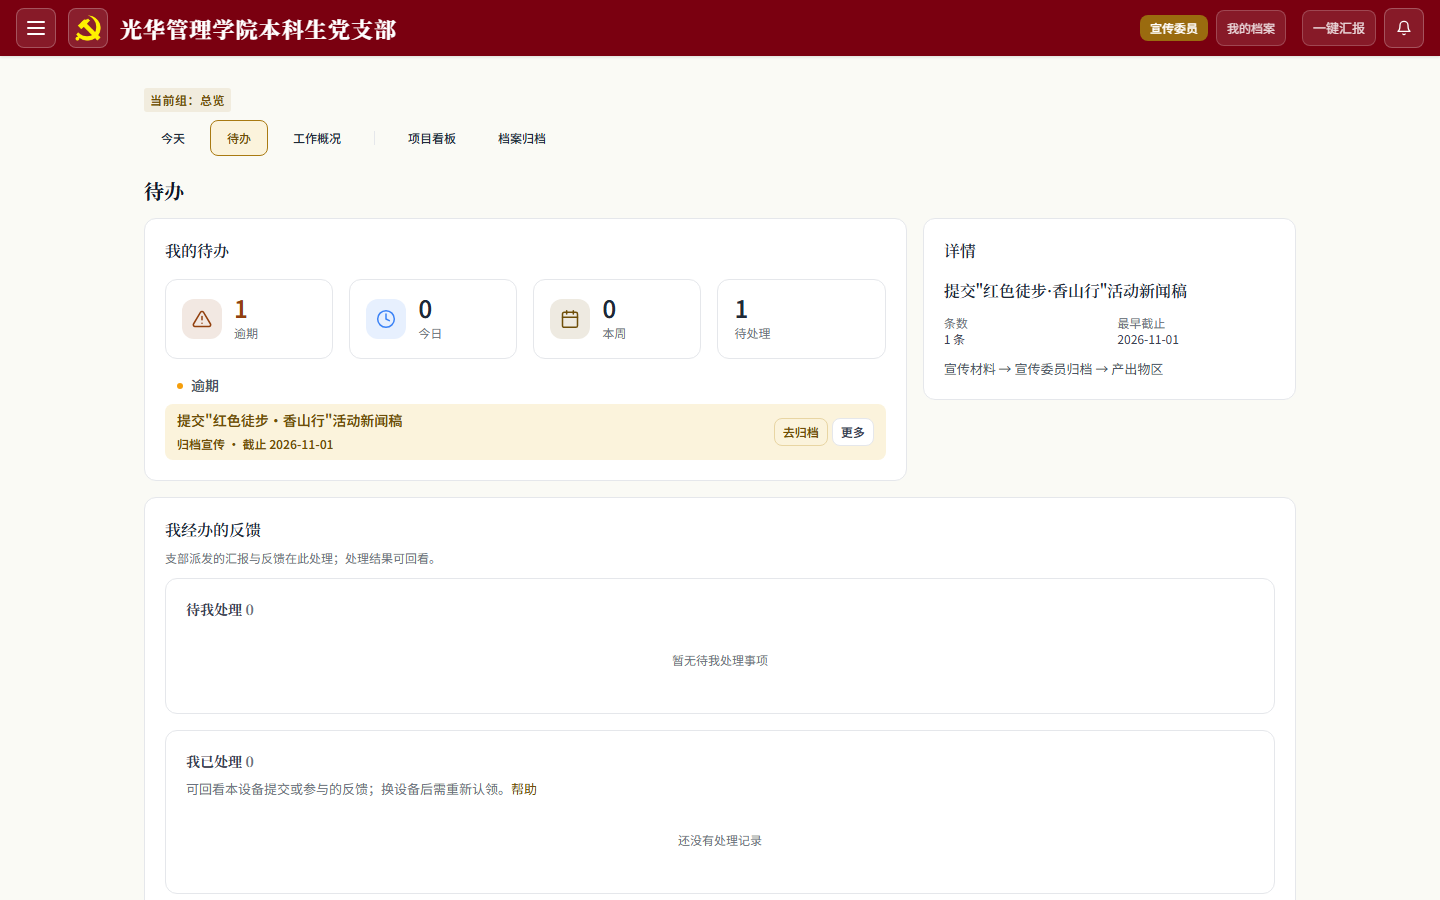 光华管理学院本科生党支部
宣传委员
我的档案
一键汇报
当前组：总览
今天
待办
工作概况
项目看板
档案归档
待办
我的待办
1
逾期
0
今日
0
本周
1
待处理
逾期
提交"红色徒步・香山行"活动新闻稿
归档宣传 • 截止 2026-11-01
去归档
更多
详情
提交"红色徒步·香山行"活动新闻稿
条数
1 条
最早截止
2026-11-01
宣传材料 → 宣传委员归档 → 产出物区
我经办的反馈
支部派发的汇报与反馈在此处理；处理结果可回看。
待我处理 0
暂无待我处理事项
我已处理 0
可回看本设备提交或参与的反馈；换设备后需重新认领。帮助
还没有处理记录